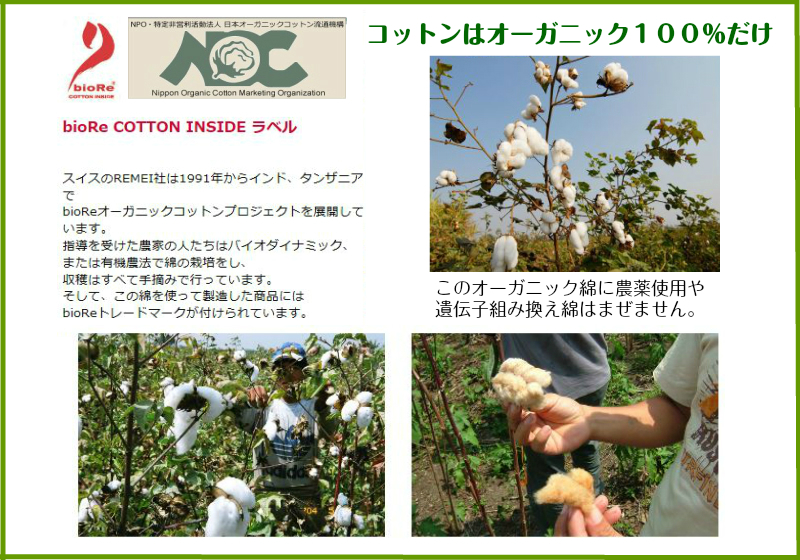 bioRe®
COTTON INSIDE
NPO・特定非営利活動法人 日本オーガニックコットン流通機構
NOC
Nippon Organic Cotton Marketing Organization
コットンはオーガニック１００％だけ
bioRe COTTON INSIDE ラベル
スイスのREMEI社は1991年からインド、タンザニア
で
bioReオーガニックコットンプロジェクトを展開して
います。
指導を受けた農家の人たちはバイオダイナミック、
または有機農法で綿の栽培をし、
収穫はすべて手摘みで行っています。
そして、この綿を使って製造した商品には
bioReトレードマークが付けられています。
このオーガニック綿に農薬使用や
遺伝子組み換え綿はまぜません。
adidas
'04